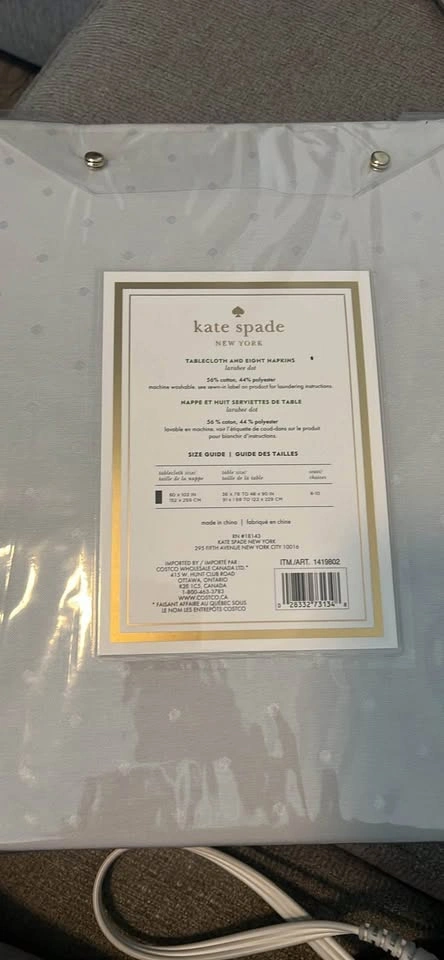 kate spade
NEW YORK
TABLECLOTH AND EIGHT NAPKINS
larabee dot
56% cotton, 44% polyester
machine washable. see sewn-in label on product for laundering instructions.
NAPPE ET HUIT SERVIETTES DE TABLE
larabee dot
56 % coton, 44 % polyester
lavable en machine. voir l'étiquette de coud-dans sur le produit
pour blanchir d'instructions.
SIZE GUIDE | GUIDE DES TAILLES
tablecloth size/ table size/ seats/
taille de la nappe taille de la table chaises
60 x 102 IN 36 x 78 TO 48 x 90 IN 8-10
152 x 259 CM 91 x 198 TO 122 x 229 CM
made in china | fabriqué en chine
RN #18143
KATE SPADE NEW YORK
295 FIFTH AVENUE NEW YORK CITY 10016
IMPORTED BY / IMPORTÉ PAR :
COSTCO WHOLESALE CANADA LTD.*
415 W. HUNT CLUB ROAD
OTTAWA, ONTARIO
K2E 1C5, CANADA
1-800-463-3783
WWW.COSTCO.CA
* FAISANT AFFAIRE AU QUÉBEC SOUS
LE NOM LES ENTREPÔTS COSTCO
ITM./ART. 1419802
0 28332 73134 8